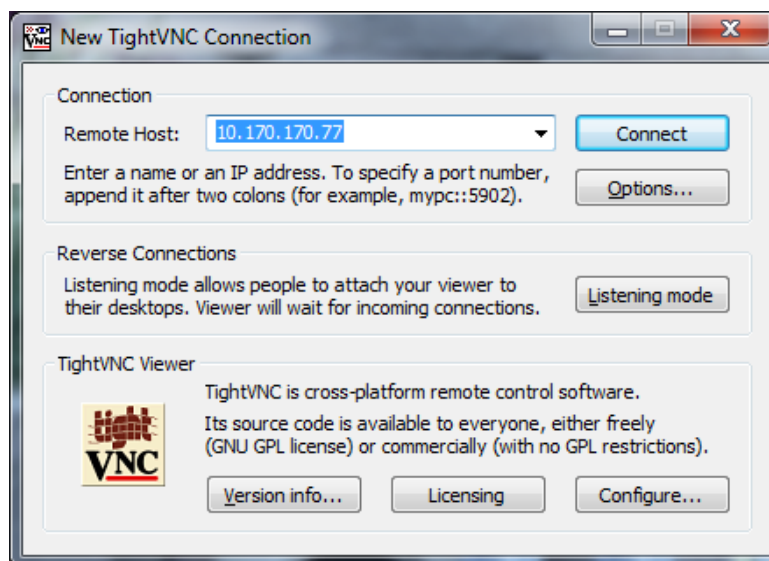 New TightVNC Connection
Connection
Remote Host:
10.170.170.77
Connect
Enter a name or an IP address. To specify a port number,
append it after two colons (for example, mypc::5902).
Options...
Reverse Connections
Listening mode allows people to attach your viewer to
their desktops. Viewer will wait for incoming connections.
Listening mode
TightVNC Viewer
tight
VNC
TightVNC is cross-platform remote control software.
Its source code is available to everyone, either freely
(GNU GPL license) or commercially (with no GPL restrictions).
Version info...
Licensing
Configure...